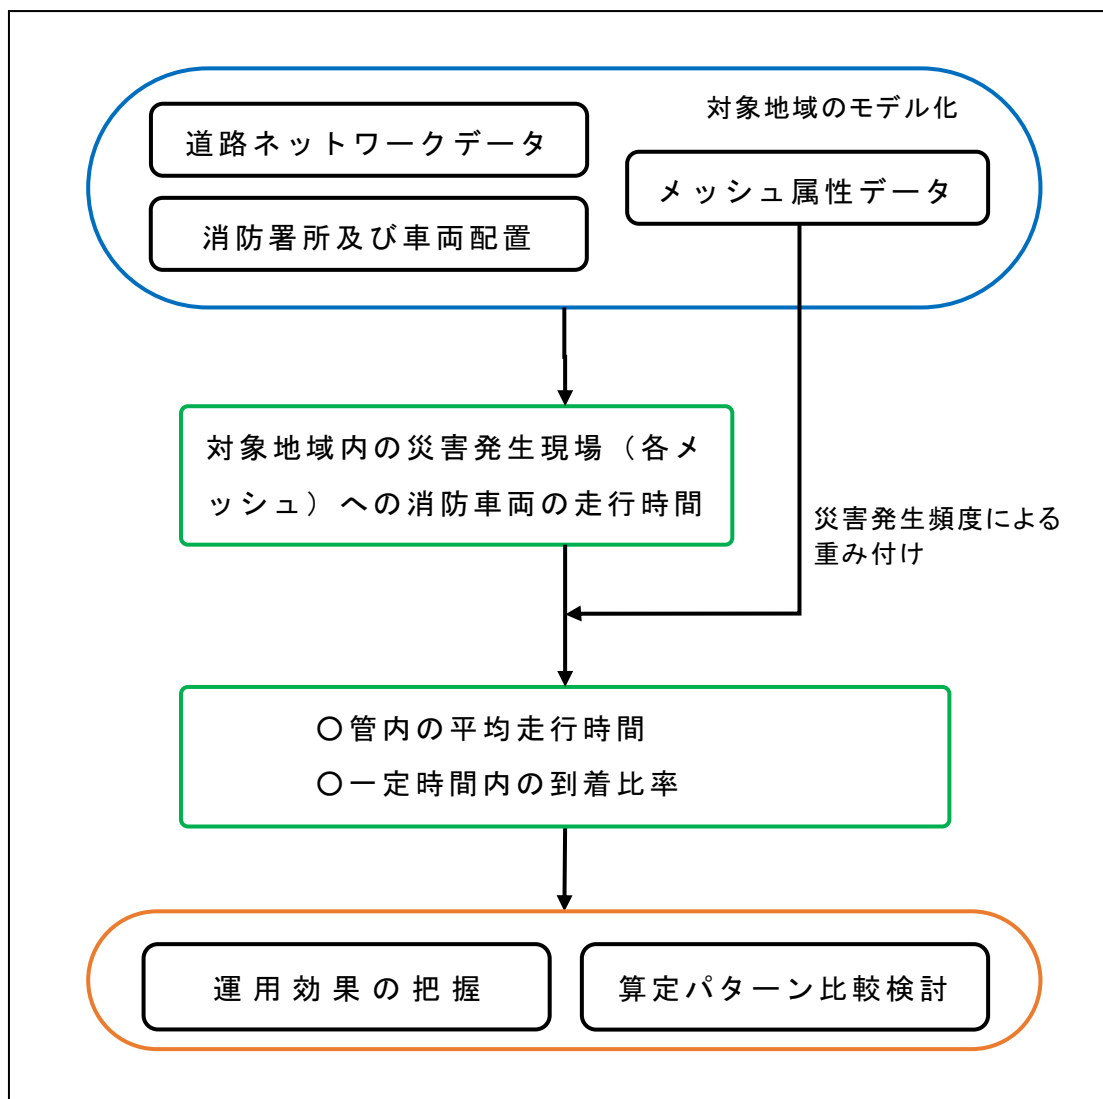 対象地域のモデル化
道路ネットワークデータ
メッシュ属性データ
消防署所及び車両配置
対象地域内の災害発生現場（各メ
ッシュ）への消防車両の走行時間
災害発生頻度による
重み付け
〇管内の平均走行時間
〇一定時間内の到着比率
運用効果の把握
算定パターン比較検討